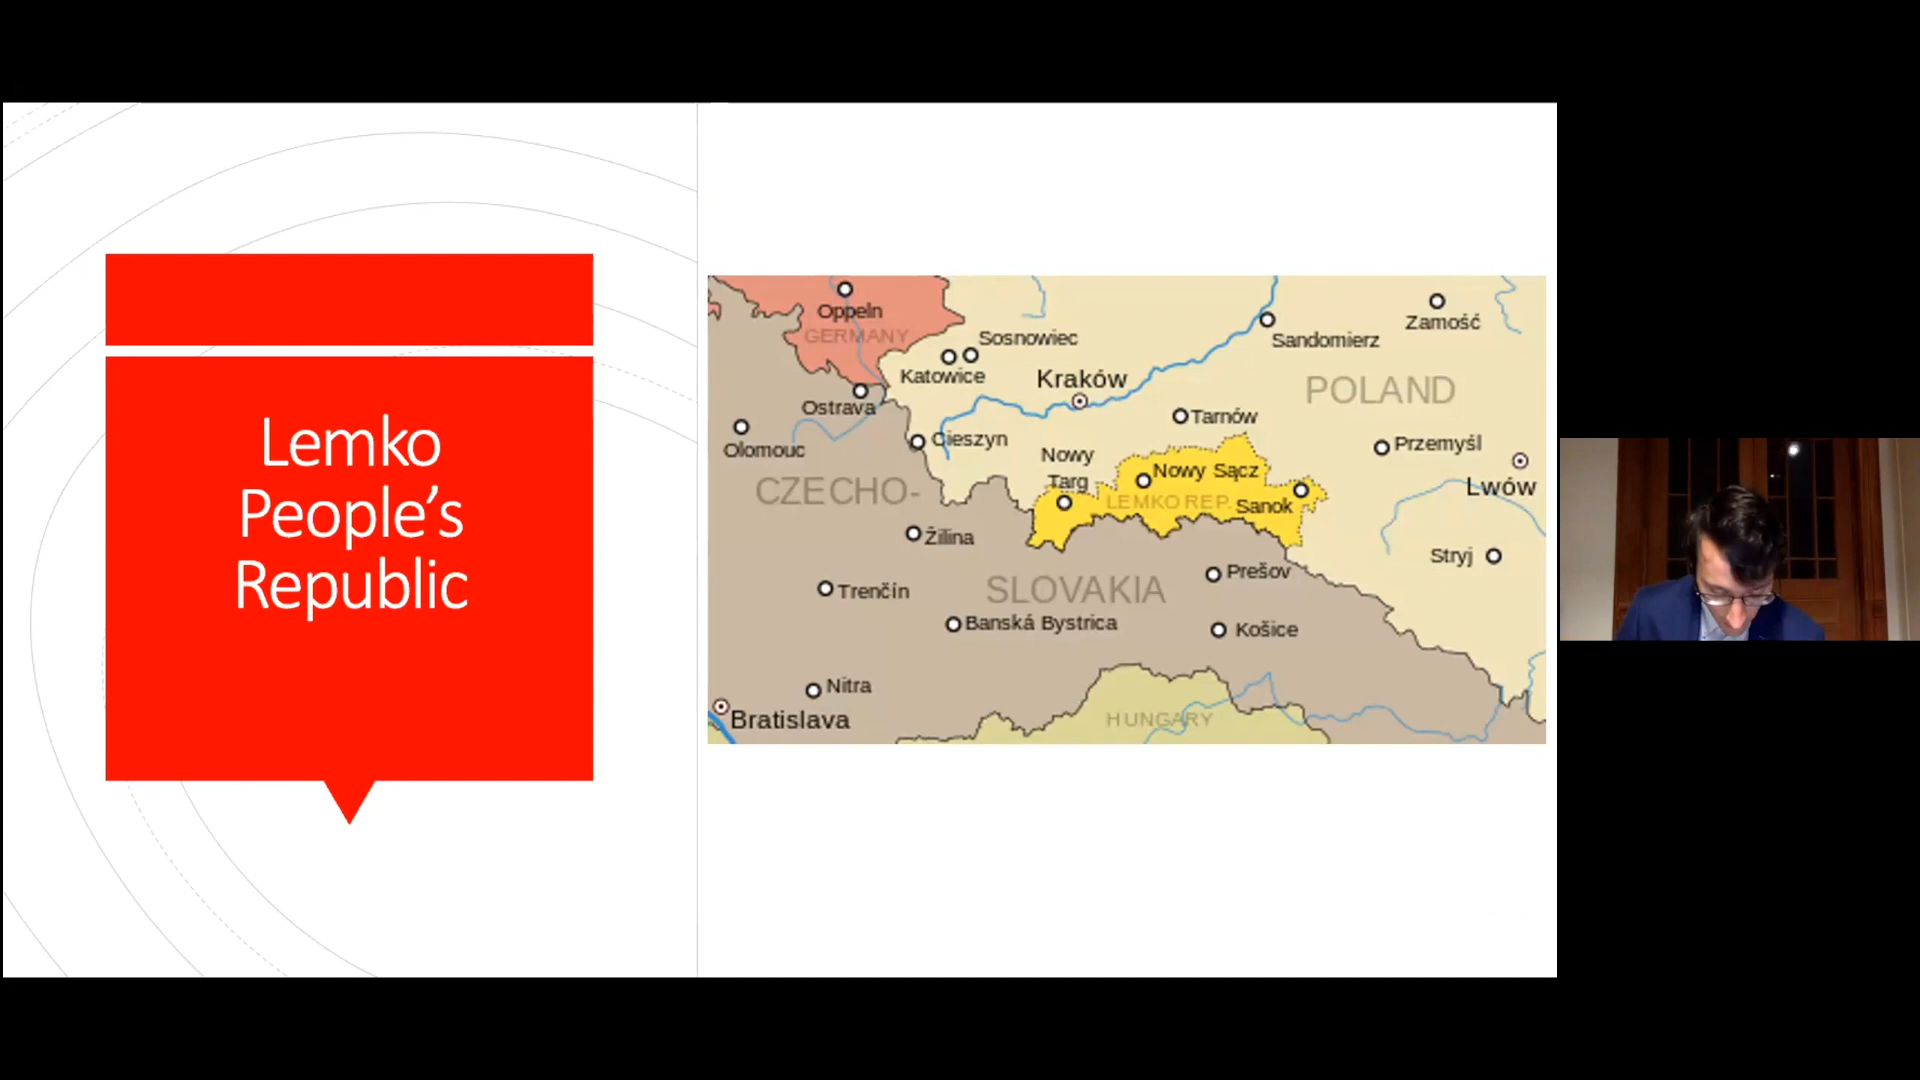 Lemko
People's
Republic
Oppeln
GERMANY
Sosnowiec
Katowice
Kraków
Sandomierz
Zamość
POLAND
Ostrava
Olomouc
Cieszyn
Tarnów
Przemyśl
Lwów
Nowy
Targ
Nowy Sącz
LEMKO REP.
Sanok
CZECHO-
Žilina
Stryj
SLOVAKIA
Prešov
Trenčín
Banská Bystrica
Košice
Nitra
Bratislava
HUNGARY